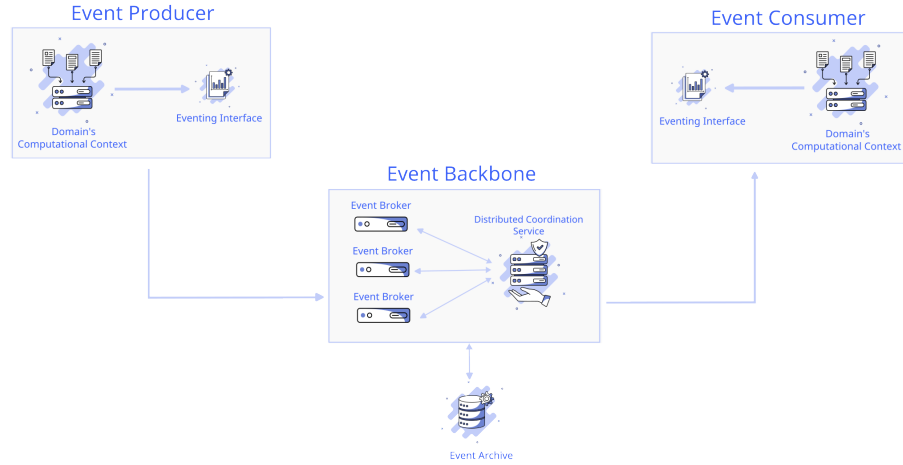 Event Producer
Domain's
Computational Context
Eventing Interface
Event Consumer
Eventing Interface
Domain's
Computational Context
Event Backbone
Event Broker
Event Broker
Event Broker
Distributed Coordination
Service
Event Archive